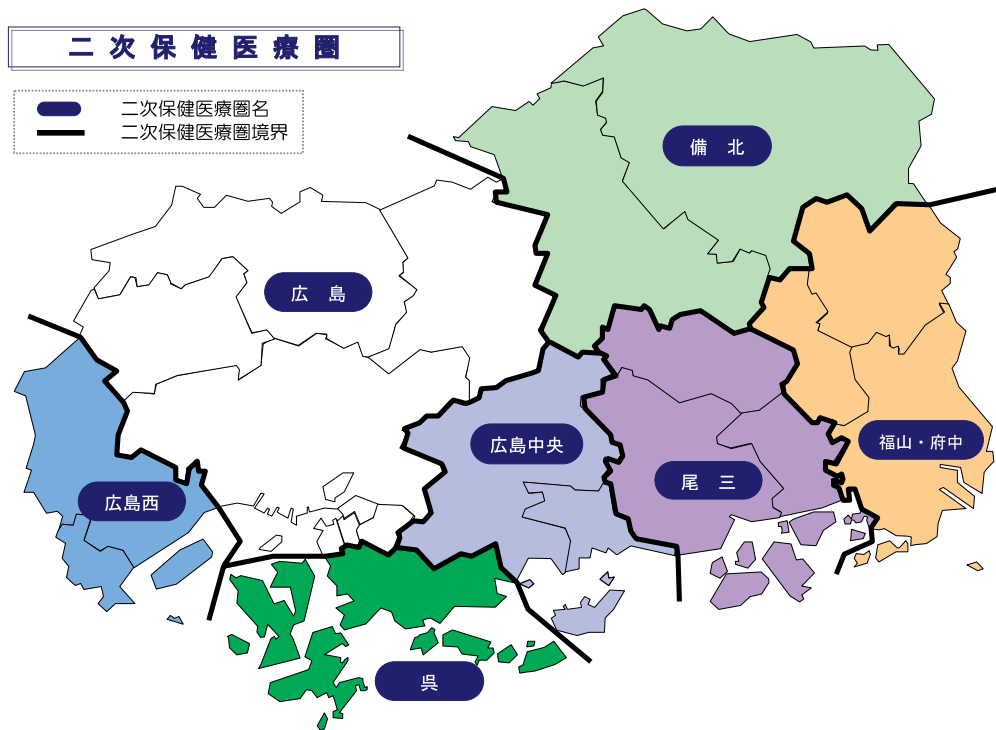 二次保健医療圏
二次保健医療圏名
二次保健医療圏境界
備北
広島
広島中央
福山・府中
尾三
広島西
呉